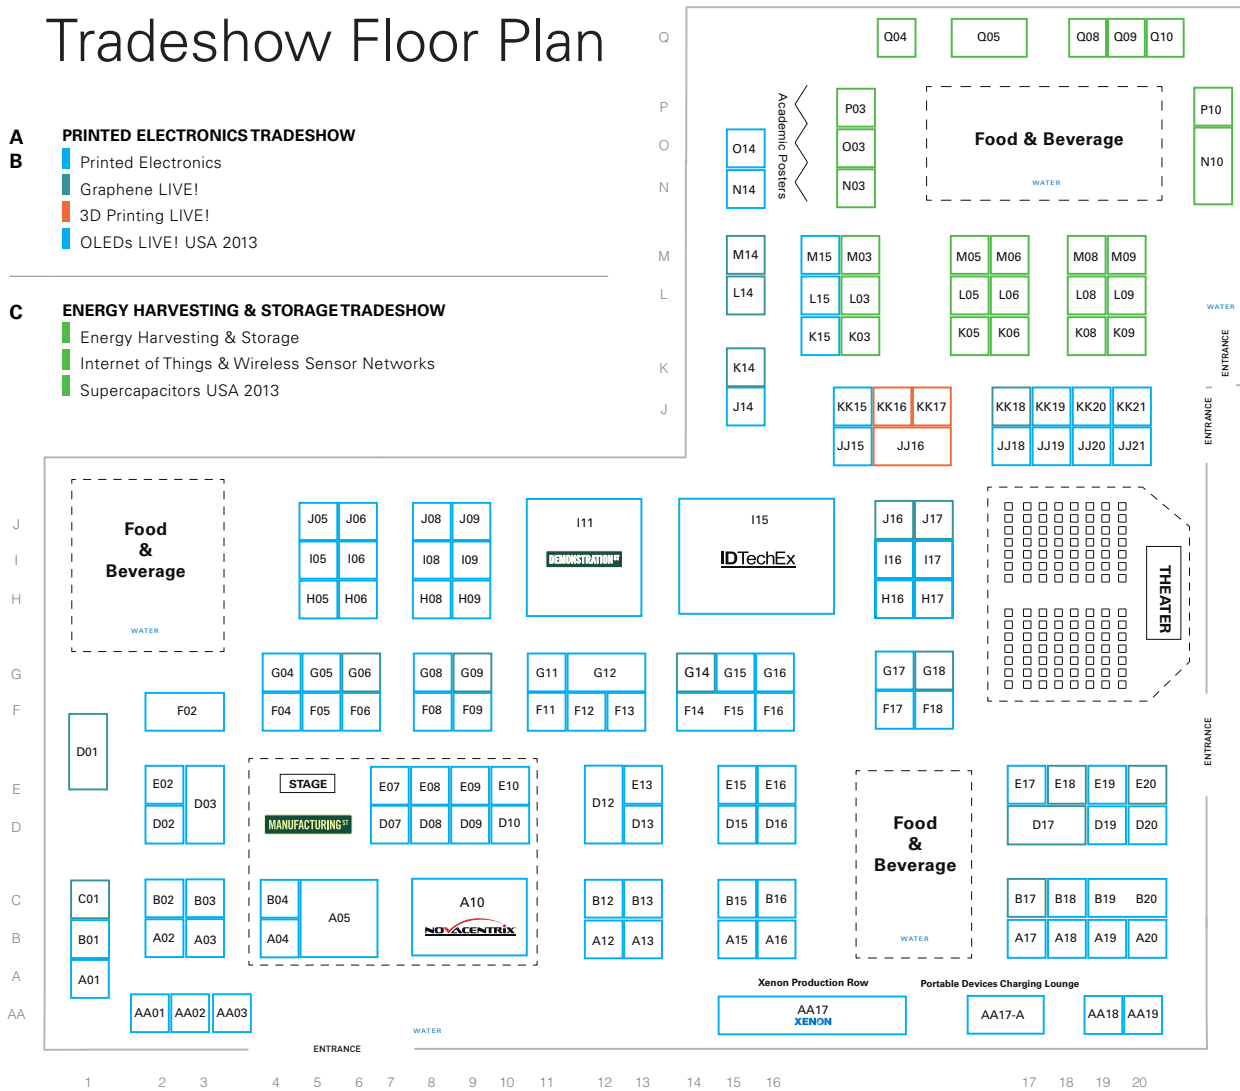 Tradeshow Floor Plan
A PRINTED ELECTRONICS TRADESHOW
B Printed Electronics
Graphene LIVE!
3D Printing LIVE!
OLEDs LIVE! USA 2013
C ENERGY HARVESTING & STORAGE TRADESHOW
Energy Harvesting & Storage
Internet of Things & Wireless Sensor Networks
Supercapacitors USA 2013
Q Q04 Q05 Q08 Q09 Q10
Academic Posters
P P03 P10
O O14 O03 Food & Beverage
N N14 N03 WATER N10
M M14 M15 M03 M05 M06 M08 M09
L L14 L15 L03 L05 L06 L08 L09
WATER
K15 K03 K05 K06 K08 K09
ENTRANCE
K K14
J J14 KK15 KK16 KK17 KK18 KK19 KK20 KK21
ENTRANCE
JJ15 JJ16 JJ18 JJ19 JJ20 JJ21
J J05 J06 J08 J09 I11 I15 J16 J17
Food
&
Beverage
I I05 I06 I08 I09 DEMONSTRATION ST IDTechEx I16 I17
H H05 H06 H08 H09 H16 H17
THEATER
WATER
G G04 G05 G06 G08 G09 G11 G12 G14 G15 G16 G17 G18
F F02 F04 F05 F06 F08 F09 F11 F12 F13 F14 F15 F16 F17 F18
D01
ENTRANCE
E E02 STAGE E07 E08 E09 E10 E13 E15 E16 E17 E18 E19 E20
D03 D12
D D02 MANUFACTURING ST D07 D08 D09 D10 D13 D15 D16 D17 D19 D20
Food
&
Beverage
C C01 B02 B03 B04 A10 B12 B13 B15 B16 B17 B18 B19 B20
A05 NOVACENTRIX
B B01 A02 A03 A04 A12 A13 A15 A16 WATER A17 A18 A19 A20
A A01
Xenon Production Row Portable Devices Charging Lounge
AA AA01 AA02 AA03 AA17 AA17-A AA18 AA19
XENON
WATER
ENTRANCE
1 2 3 4 5 6 7 8 9 10 11 12 13 14 15 16 17 18 19 20